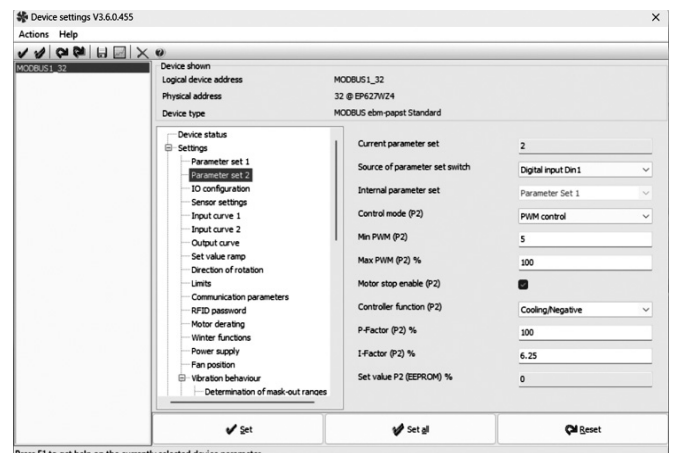 Device settings V3.6.0.455
Actions Help
MODBUS1_32
Device shown
Logical device address MODBUS1_32
Physical address 32 @ EP627WZ4
Device type MODBUS ebm-papst Standard
Device status
Settings
Parameter set 1
Parameter set 2
IO configuration
Sensor settings
Input curve 1
Input curve 2
Output curve
Set value ramp
Direction of rotation
Limits
Communication parameters
RFID password
Motor derating
Winter functions
Power supply
Fan position
Vibration behaviour
Determination of mask-out ranges
Current parameter set 2
Source of parameter set switch Digital input Din1
Internal parameter set Parameter Set 1
Control mode (P2) PWM control
Min PWM (P2) 5
Max PWM (P2) % 100
Motor stop enable (P2)
Controller function (P2) Cooling/Negative
P-Factor (P2) % 100
I-Factor (P2) % 6.25
Set value P2 (EEPROM) % 0
Set Set all Reset
Press F1 to get help on the currently selected device parameter